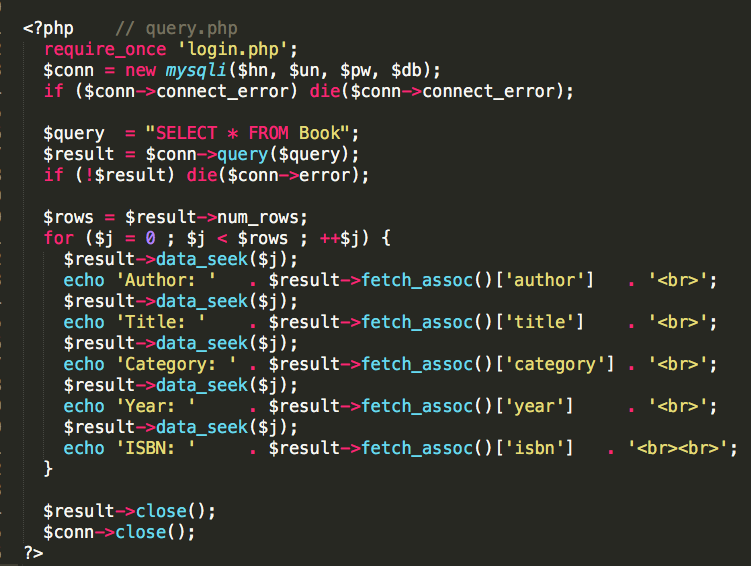 <?php    // query.php
  require_once 'login.php';
  $conn = new mysqli($hn, $un, $pw, $db);
  if ($conn->connect_error) die($conn->connect_error);

  $query  = "SELECT * FROM Book";
  $result = $conn->query($query);
  if (!$result) die($conn->error);

  $rows = $result->num_rows;
  for ($j = 0 ; $j < $rows ; ++$j) {
    $result->data_seek($j);
    echo 'Author: '   . $result->fetch_assoc()['author']   . '<br>';
    $result->data_seek($j);
    echo 'Title: '    . $result->fetch_assoc()['title']    . '<br>';
    $result->data_seek($j);
    echo 'Category: ' . $result->fetch_assoc()['category'] . '<br>';
    $result->data_seek($j);
    echo 'Year: '     . $result->fetch_assoc()['year']     . '<br>';
    $result->data_seek($j);
    echo 'ISBN: '     . $result->fetch_assoc()['isbn']   . '<br><br>';
  }

  $result->close();
  $conn->close();
?>